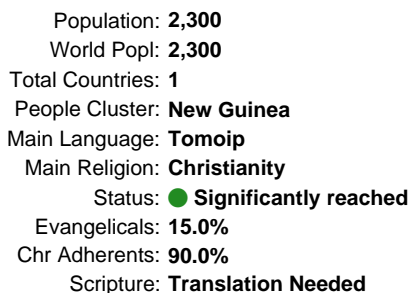 Population: 2,300
World Popl: 2,300
Total Countries: 1
People Cluster: New Guinea
Main Language: Tomoip
Main Religion: Christianity
Status: Significantly reached
Evangelicals: 15.0%
Chr Adherents: 90.0%
Scripture: Translation Needed